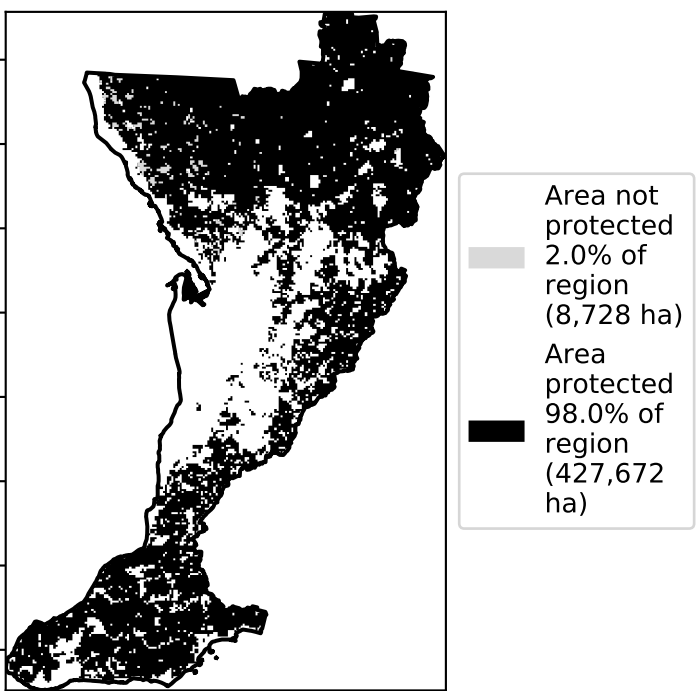 Area not
protected
2.0% of
region
(8,728 ha)
Area
protected
98.0% of
region
(427,672
ha)